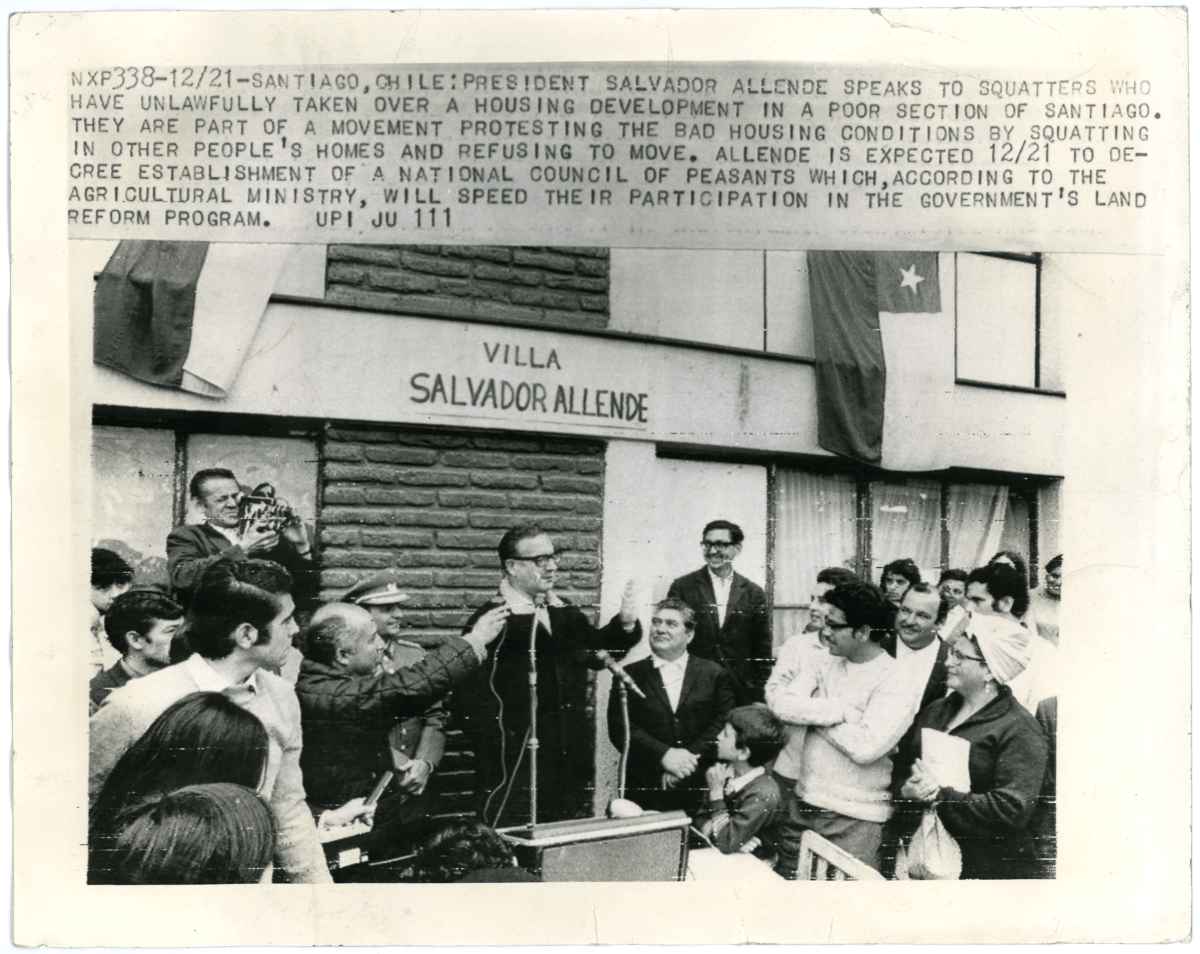 NXP338-12/21-SANTIAGO,CHILE:PRESIDENT SALVADOR ALLENDE SPEAKS TO SQUATTERS WHO
HAVE UNLAWFULLY TAKEN OVER A HOUSING DEVELOPMENT IN A POOR SECTION OF SANTIAGO.
THEY ARE PART OF A MOVEMENT PROTESTING THE BAD HOUSING CONDITIONS BY SQUATTING
IN OTHER PEOPLE'S HOMES AND REFUSING TO MOVE. ALLENDE IS EXPECTED 12/21 TO DE-
CREE ESTABLISHMENT OF A NATIONAL COUNCIL OF PEASANTS WHICH,ACCORDING TO THE
AGRICULTURAL MINISTRY, WILL SPEED THEIR PARTICIPATION IN THE GOVERNMENT'S LAND
REFORM PROGRAM. UPI JU 111
VILLA
SALVADOR ALLENDE